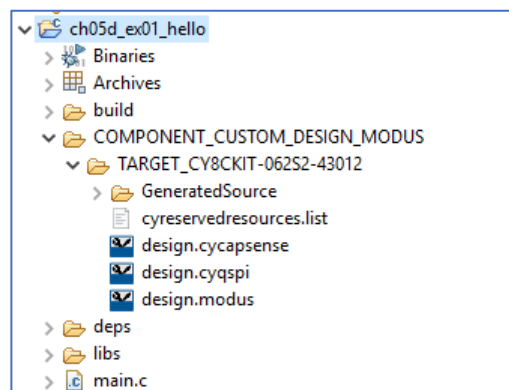 ch05d_ex01_hello
Binaries
Archives
build
COMPONENT_CUSTOM_DESIGN_MODUS
TARGET_CY8CKIT-062S2-43012
GeneratedSource
cyreservedresources.list
design.cycapsense
design.cyqspi
design.modus
deps
libs
main.c